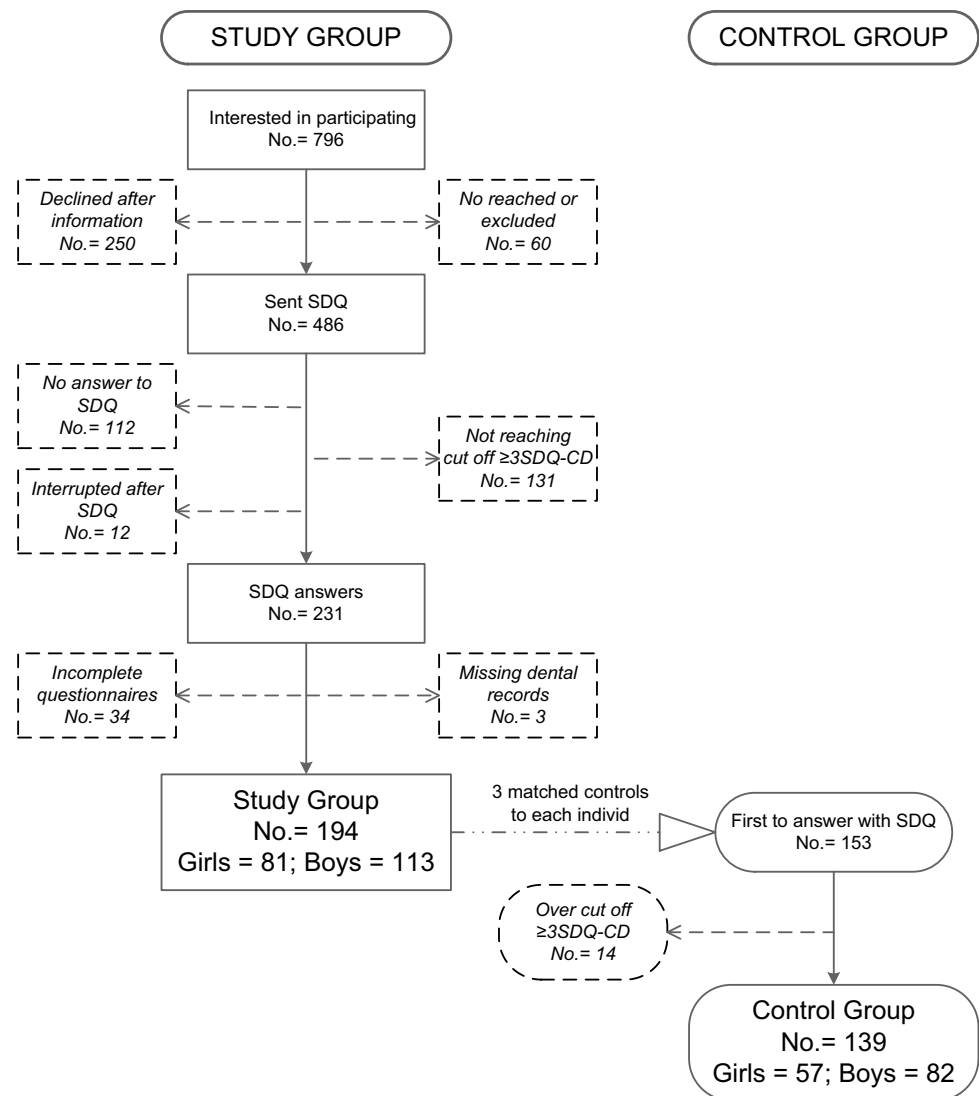 STUDY GROUP
CONTROL GROUP
Interested in participating
No.= 796
Declined after
information
No.= 250
No reached or
excluded
No.= 60
Sent SDQ
No.= 486
No answer to
SDQ
No.= 112
Not reaching
cut off ≥3SDQ-CD
No.= 131
Interrupted after
SDQ
No.= 12
SDQ answers
No.= 231
Incomplete
questionnaires
No.= 34
Missing dental
records
No.= 3
Study Group
No.= 194
Girls = 81; Boys = 113
3 matched controls
to each individ
First to answer with SDQ
No.= 153
Over cut off
≥3SDQ-CD
No.= 14
Control Group
No.= 139
Girls = 57; Boys = 82